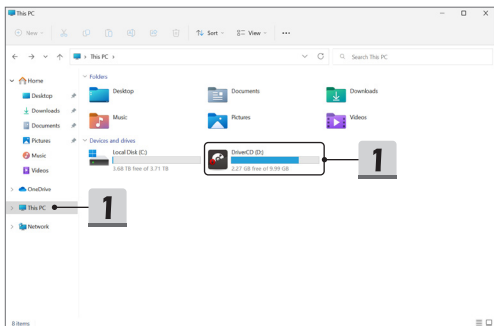 This PC
New
Sort
View
This PC
Search This PC
Home
Desktop
Downloads
Documents
Pictures
Music
Videos
OneDrive
This PC
Network
Folders
Desktop
Documents
Downloads
Music
Pictures
Videos
Devices and drives
Local Disk (C:)
3.68 TB free of 3.71 TB
DriverCD (D:)
2.27 GB free of 9.99 GB
1
1
8 items